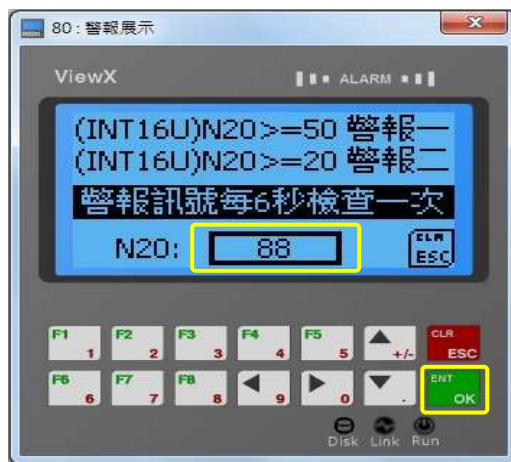 80 : 警報展示
ViewX
ALARM
(INT16U)N20>=50 警報一
(INT16U)N20>=20 警報二
警報訊號每6秒檢查一次
N20: 88 CLR ESC
F1 1 F2 2 F3 3 F4 4 F5 5 +/- CLR ESC
F6 6 F7 7 F8 8 9 0 . ENT OK
Disk Link Run